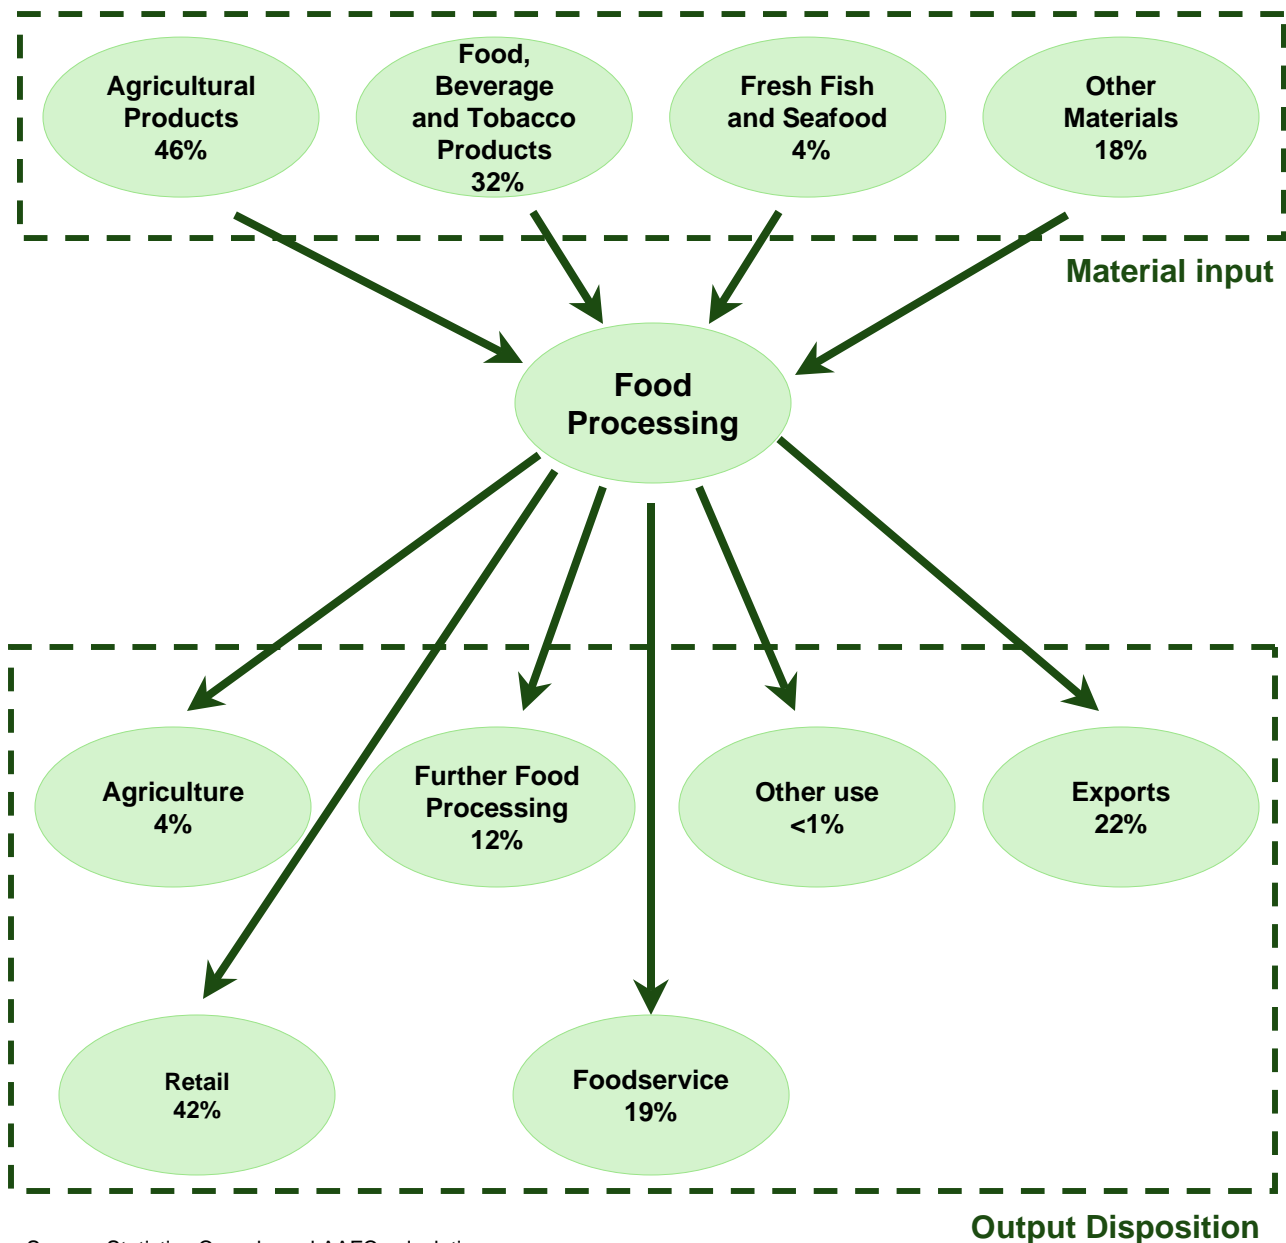 Agricultural
Products
46%
Food,
Beverage
and Tobacco
Products
32%
Fresh Fish
and Seafood
4%
Other
Materials
18%
Material input
Food
Processing
Agriculture
4%
Further Food
Processing
12%
Other use
<1%
Exports
22%
Retail
42%
Foodservice
19%
Output Disposition